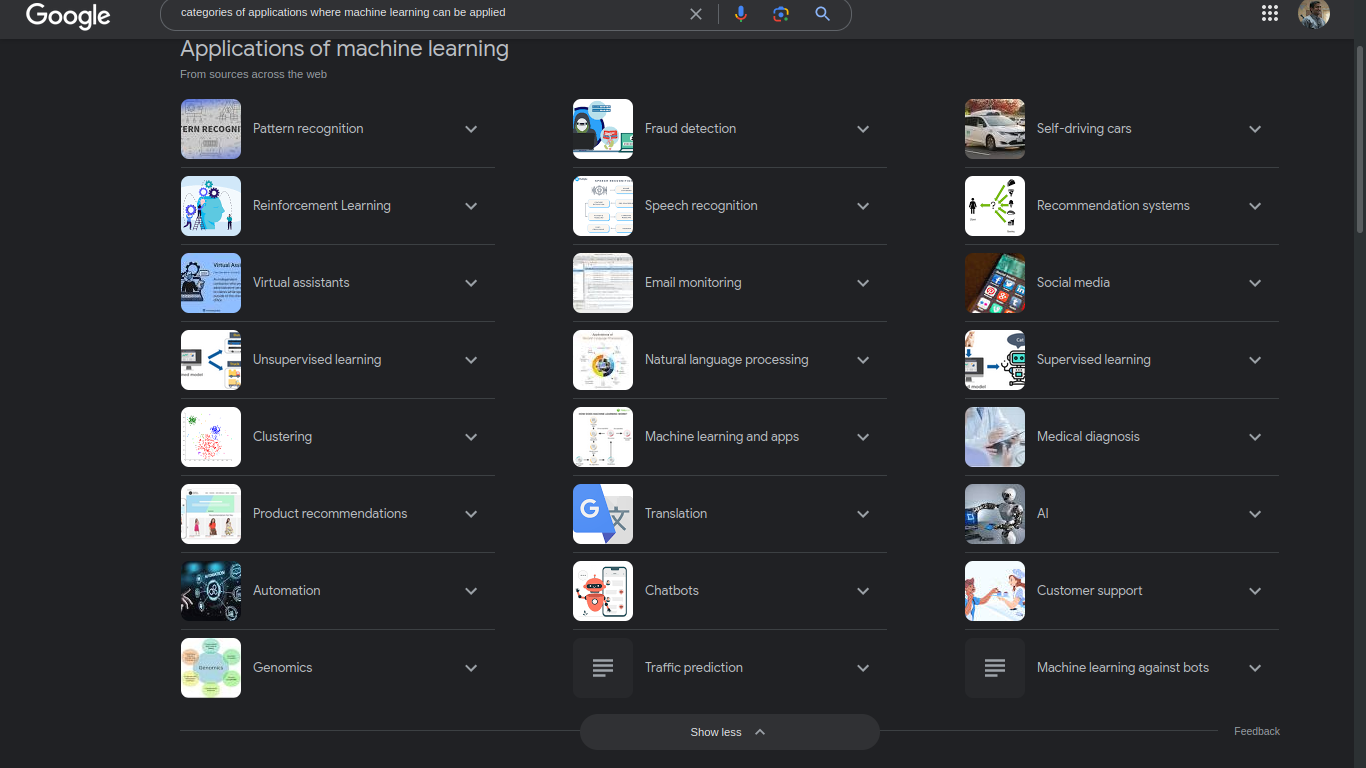 Google
categories of applications where machine learning can be applied
Applications of machine learning
From sources across the web
Pattern recognition
Fraud detection
Self-driving cars
Reinforcement Learning
Speech recognition
Recommendation systems
Virtual assistants
Email monitoring
Social media
Unsupervised learning
Natural language processing
Supervised learning
Clustering
Machine learning and apps
Medical diagnosis
Product recommendations
Translation
AI
Automation
Chatbots
Customer support
Genomics
Traffic prediction
Machine learning against bots
Show less
Feedback